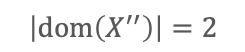 |dom(𝑋′′)| = 2